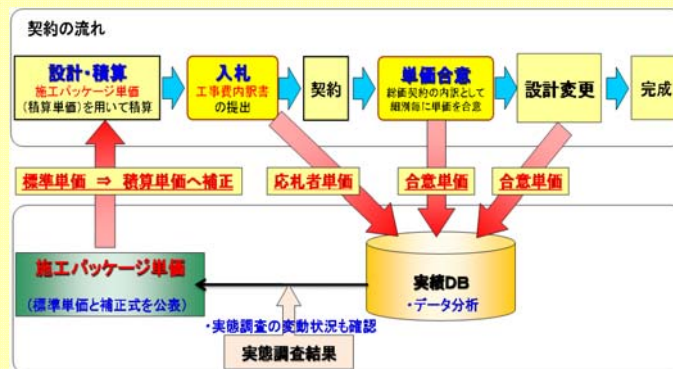 契約の流れ
設計・積算
施工パッケージ単価
(積算単価)を用いて積算
入札
工事費内訳書
の提出
契約
単価合意
総価契約の内訳として
細別毎に単価を合意
設計変更
完成
標準単価 ⇒ 積算単価へ補正
応札者単価
合意単価
合意単価
施工パッケージ単価
(標準単価と補正式を公表)
実績DB
・データ分析
・実態調査の変動状況も確認
実態調査結果